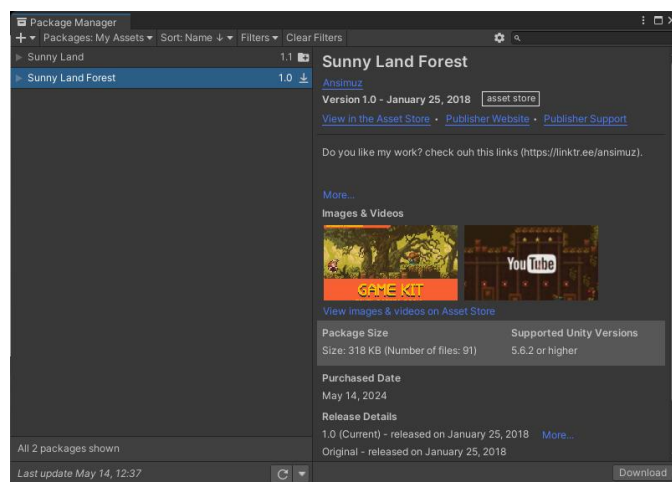 Package Manager
Packages: My Assets Sort: Name ↓ Filters Clear Filters
Sunny Land 1.1
Sunny Land Forest 1.0
All 2 packages shown
Last update May 14, 12:37
Sunny Land Forest
Ansimuz
Version 1.0 - January 25, 2018 asset store
View in the Asset Store • Publisher Website • Publisher Support
Do you like my work? check ouh this links (https://linktr.ee/ansimuz).
More...
Images & Videos
GAME KIT
YouTube
View images & videos on Asset Store
Package Size Supported Unity Versions
Size: 318 KB (Number of files: 91) 5.6.2 or higher
Purchased Date
May 14, 2024
Release Details
1.0 (Current) - released on January 25, 2018 More...
Original - released on January 25, 2018
Download